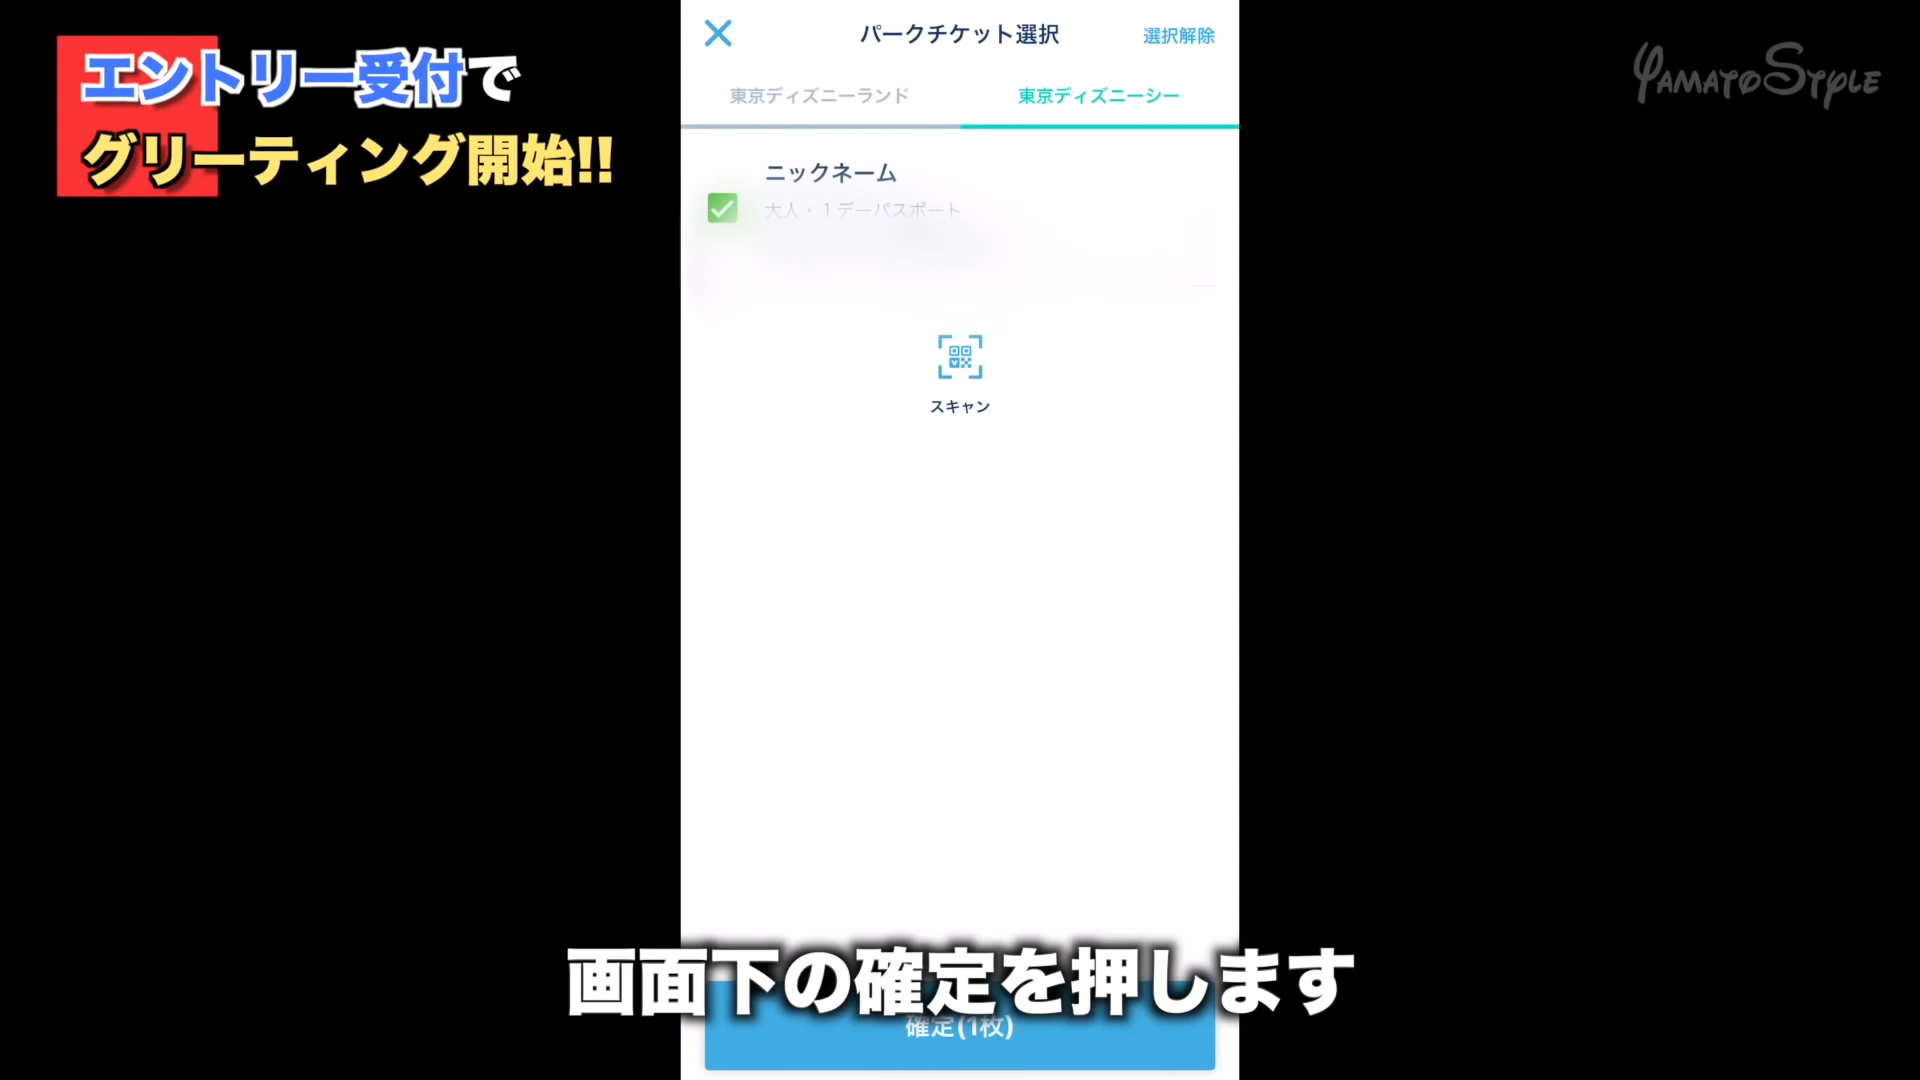 エントリー受付で
グリーティング開始!!
YAMATOSTYLE
パークチケット選択
選択解除
東京ディズニーランド
東京ディズニーシー
ニックネーム
大人・1デーパスポート
スキャン
画面下の確定を押します
確定(1枚)